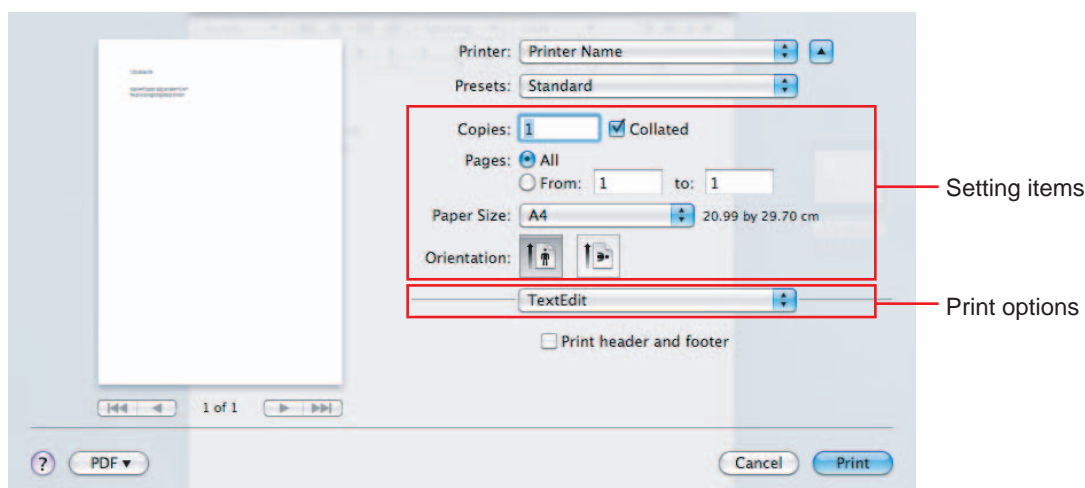 Printer: Printer Name
Presets: Standard
Copies: 1 Collated
Pages: All
From: 1 to: 1
Paper Size: A4 20.99 by 29.70 cm
Orientation:
TextEdit
Print header and footer
Setting items
Print options
1 of 1
? PDF
Cancel Print